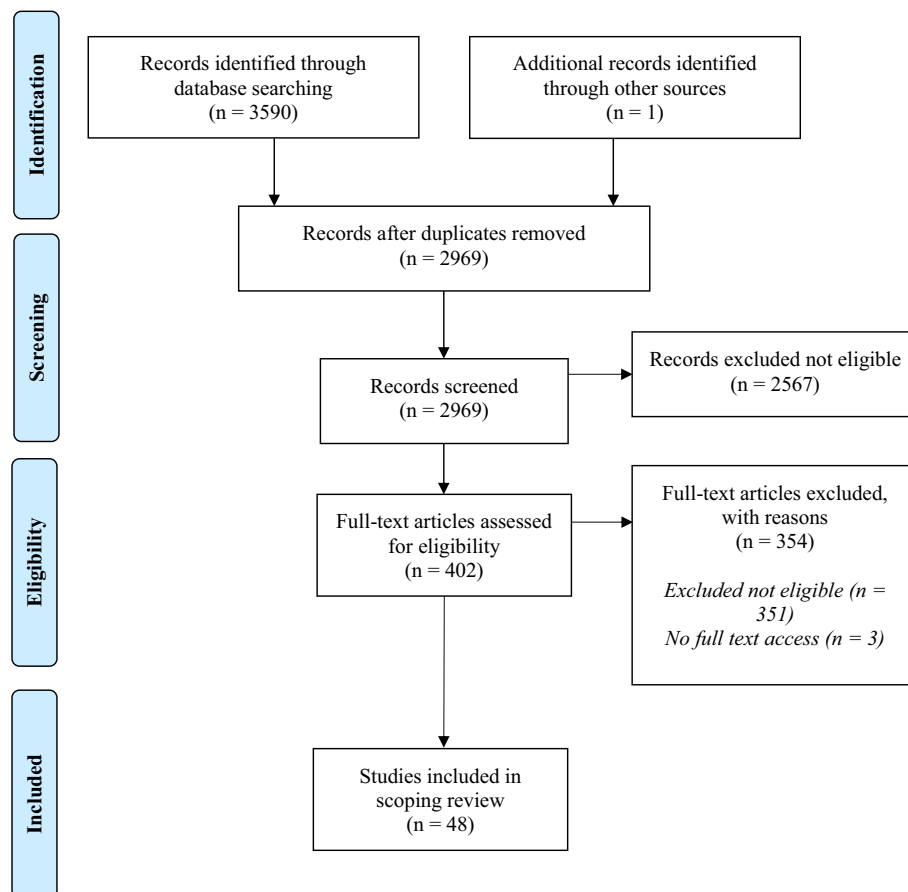 Identification
Records identified through
database searching
(n = 3590)
Additional records identified
through other sources
(n = 1)
Records after duplicates removed
(n = 2969)
Screening
Records screened
(n = 2969)
Records excluded not eligible
(n = 2567)
Eligibility
Full-text articles assessed
for eligibility
(n = 402)
Full-text articles excluded,
with reasons
(n = 354)
Excluded not eligible (n =
351)
No full text access (n = 3)
Included
Studies included in
scoping review
(n = 48)